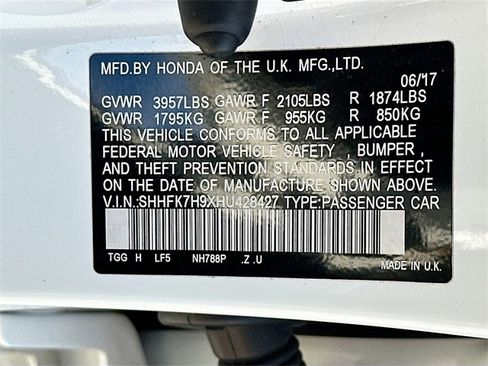 MFD.BY HONDA OF THE U.K. MFG.,LTD.
06/17
GVWR 3957LBS GAWR F 2105LBS R 1874LBS
GVWR 1795KG GAWR F 955KG R 850KG
THIS VEHICLE CONFORMS TO ALL APPLICABLE
FEDERAL MOTOR VEHICLE SAFETY , BUMPER ,
AND THEFT PREVENTION STANDARDS IN EFFECT
ON THE DATE OF MANUFACTURE SHOWN ABOVE.
V.I.N.:SHHFK7H9XHU428427 TYPE:PASSENGER CAR
TGG H LF5 NH788P .Z .U
MADE IN U.K.